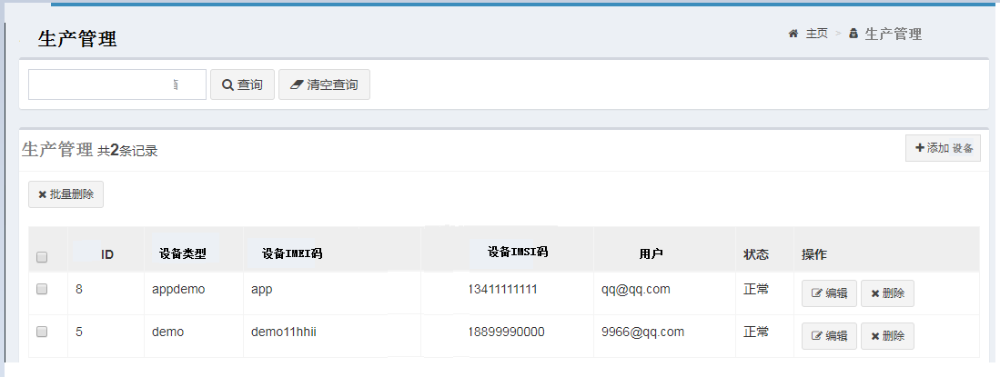 生产管理
主页 > 生产管理
查询 清空查询
生产管理 共2条记录
添加 设备
批量删除
ID 设备类型 设备IMEI码 设备IMSI码 用户 状态 操作
8 appdemo app 13411111111 qq@qq.com 正常 编辑 删除
5 demo demo11hhii 18899990000 9966@qq.com 正常 编辑 删除